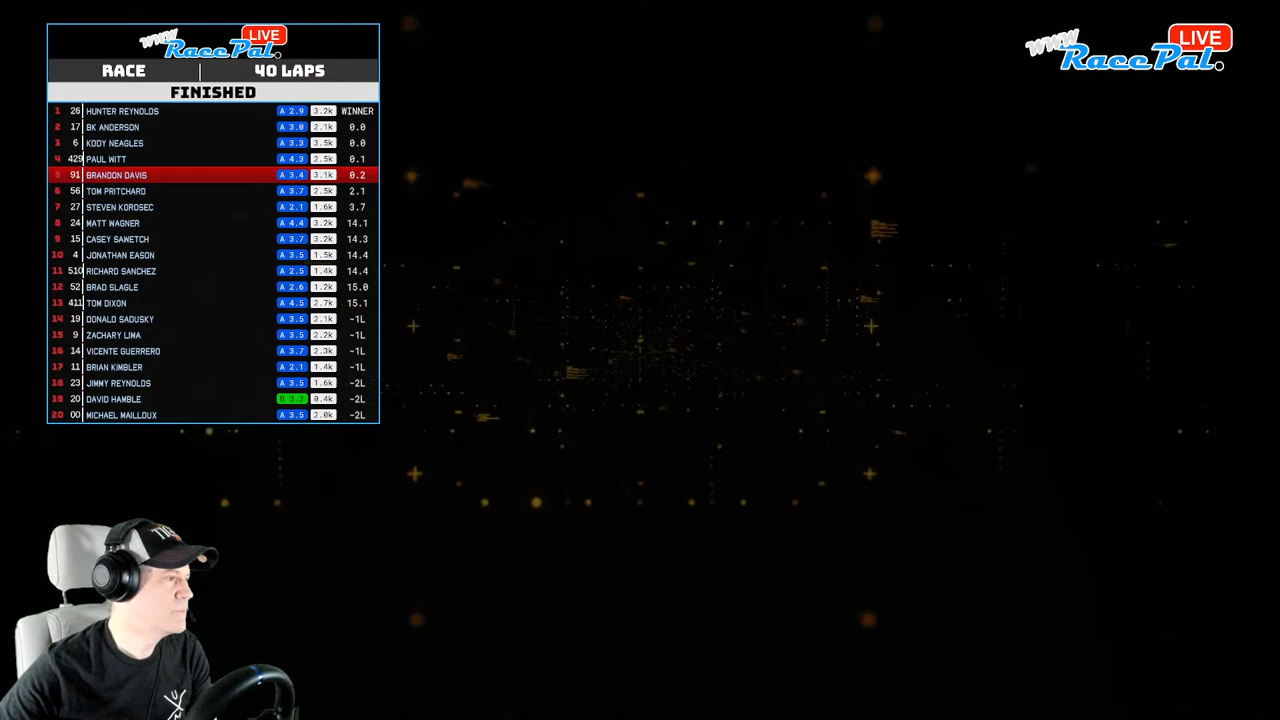 www
LIVE
RacePal.
RACE 40 LAPS
FINISHED
1 26 HUNTER REYNOLDS A 2.9 3.2k WINNER
2 17 BK ANDERSON A 3.0 2.1k 0.0
3 6 KODY NEAGLES A 3.3 3.5k 0.0
4 429 PAUL WITT A 4.3 2.5k 0.1
5 91 BRANDON DAVIS A 3.4 3.1k 0.2
6 56 TOM PRITCHARD A 3.7 2.5k 2.1
7 27 STEVEN KOROSEC A 2.1 1.6k 3.7
8 24 MATT WAGNER A 4.4 3.2k 14.1
9 15 CASEY SAWETCH A 3.7 3.2k 14.3
10 4 JONATHAN EASON A 3.5 1.5k 14.4
11 510 RICHARD SANCHEZ A 2.5 1.4k 14.4
12 52 BRAD SLAGLE A 2.6 1.2k 15.0
13 411 TOM DIXON A 4.5 2.7k 15.1
14 19 DONALD SADUSKY A 3.5 2.1k -1L
15 9 ZACHARY LIMA A 3.5 2.2k -1L
16 14 VICENTE GUERRERO A 3.7 2.3k -1L
17 11 BRIAN KIMBLER A 2.1 1.4k -1L
18 23 JIMMY REYNOLDS A 3.5 1.6k -2L
19 20 DAVID HAMBLE B 3.3 0.4k -2L
20 00 MICHAEL MAILLOUX A 3.5 2.0k -2L
www
LIVE
RacePal.